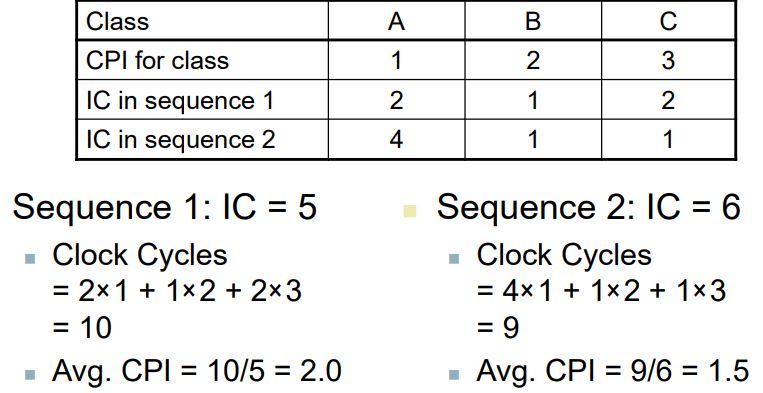 Class A B C
CPI for class 1 2 3
IC in sequence 1 2 1 2
IC in sequence 2 4 1 1
Sequence 1: IC = 5
Clock Cycles
= 2×1 + 1×2 + 2×3
= 10
Avg. CPI = 10/5 = 2.0
Sequence 2: IC = 6
Clock Cycles
= 4×1 + 1×2 + 1×3
= 9
Avg. CPI = 9/6 = 1.5